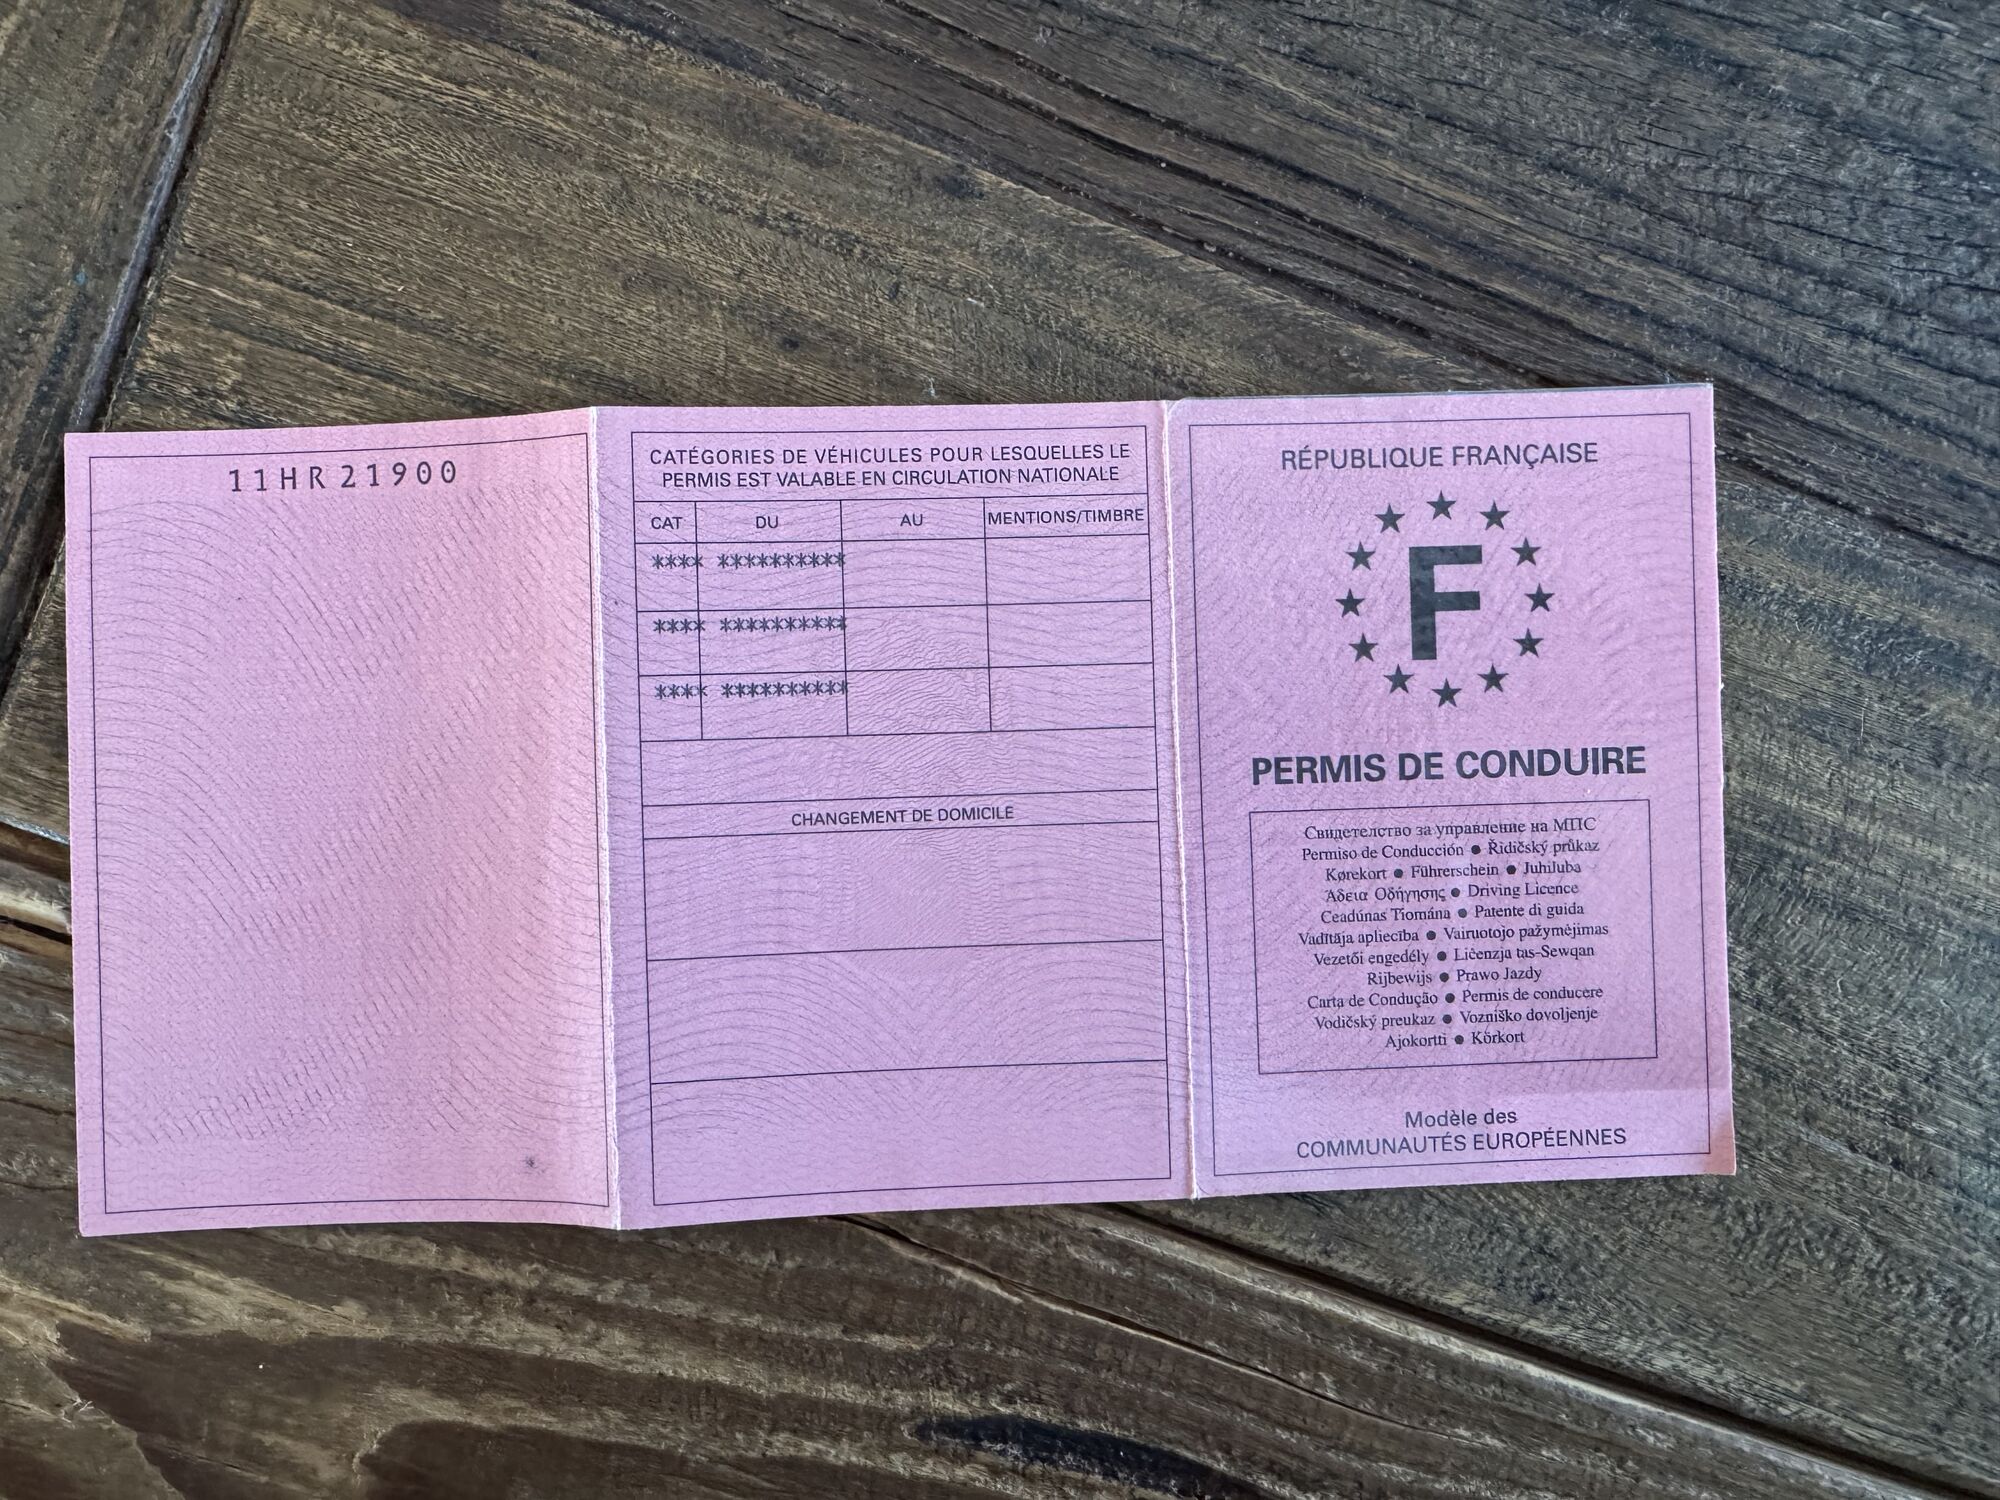 11HR21900
CATÉGORIES DE VÉHICULES POUR LESQUELLES LE
PERMIS EST VALABLE EN CIRCULATION NATIONALE
CAT DU AU MENTIONS/TIMBRE
**** **********
**** **********
**** **********
CHANGEMENT DE DOMICILE
RÉPUBLIQUE FRANÇAISE
F
PERMIS DE CONDUIRE
Свидетелство за управление на МПС
Permiso de Conducción ● Řidičský průkaz
Kørekort ● Führerschein ● Juhiluba
Άδεια Οδήγησης ● Driving Licence
Ceadúnas Tiomána ● Patente di guida
Vadītāja apliecība ● Vairuotojo pažymėjimas
Vezetői engedély ● Liċenzja tas-Sewqan
Rijbewijs ● Prawo Jazdy
Carta de Condução ● Permis de conducere
Vodičský preukaz ● Vozniško dovoljenje
Ajokortti ● Körkort
Modèle des
COMMUNAUTÉS EUROPÉENNES